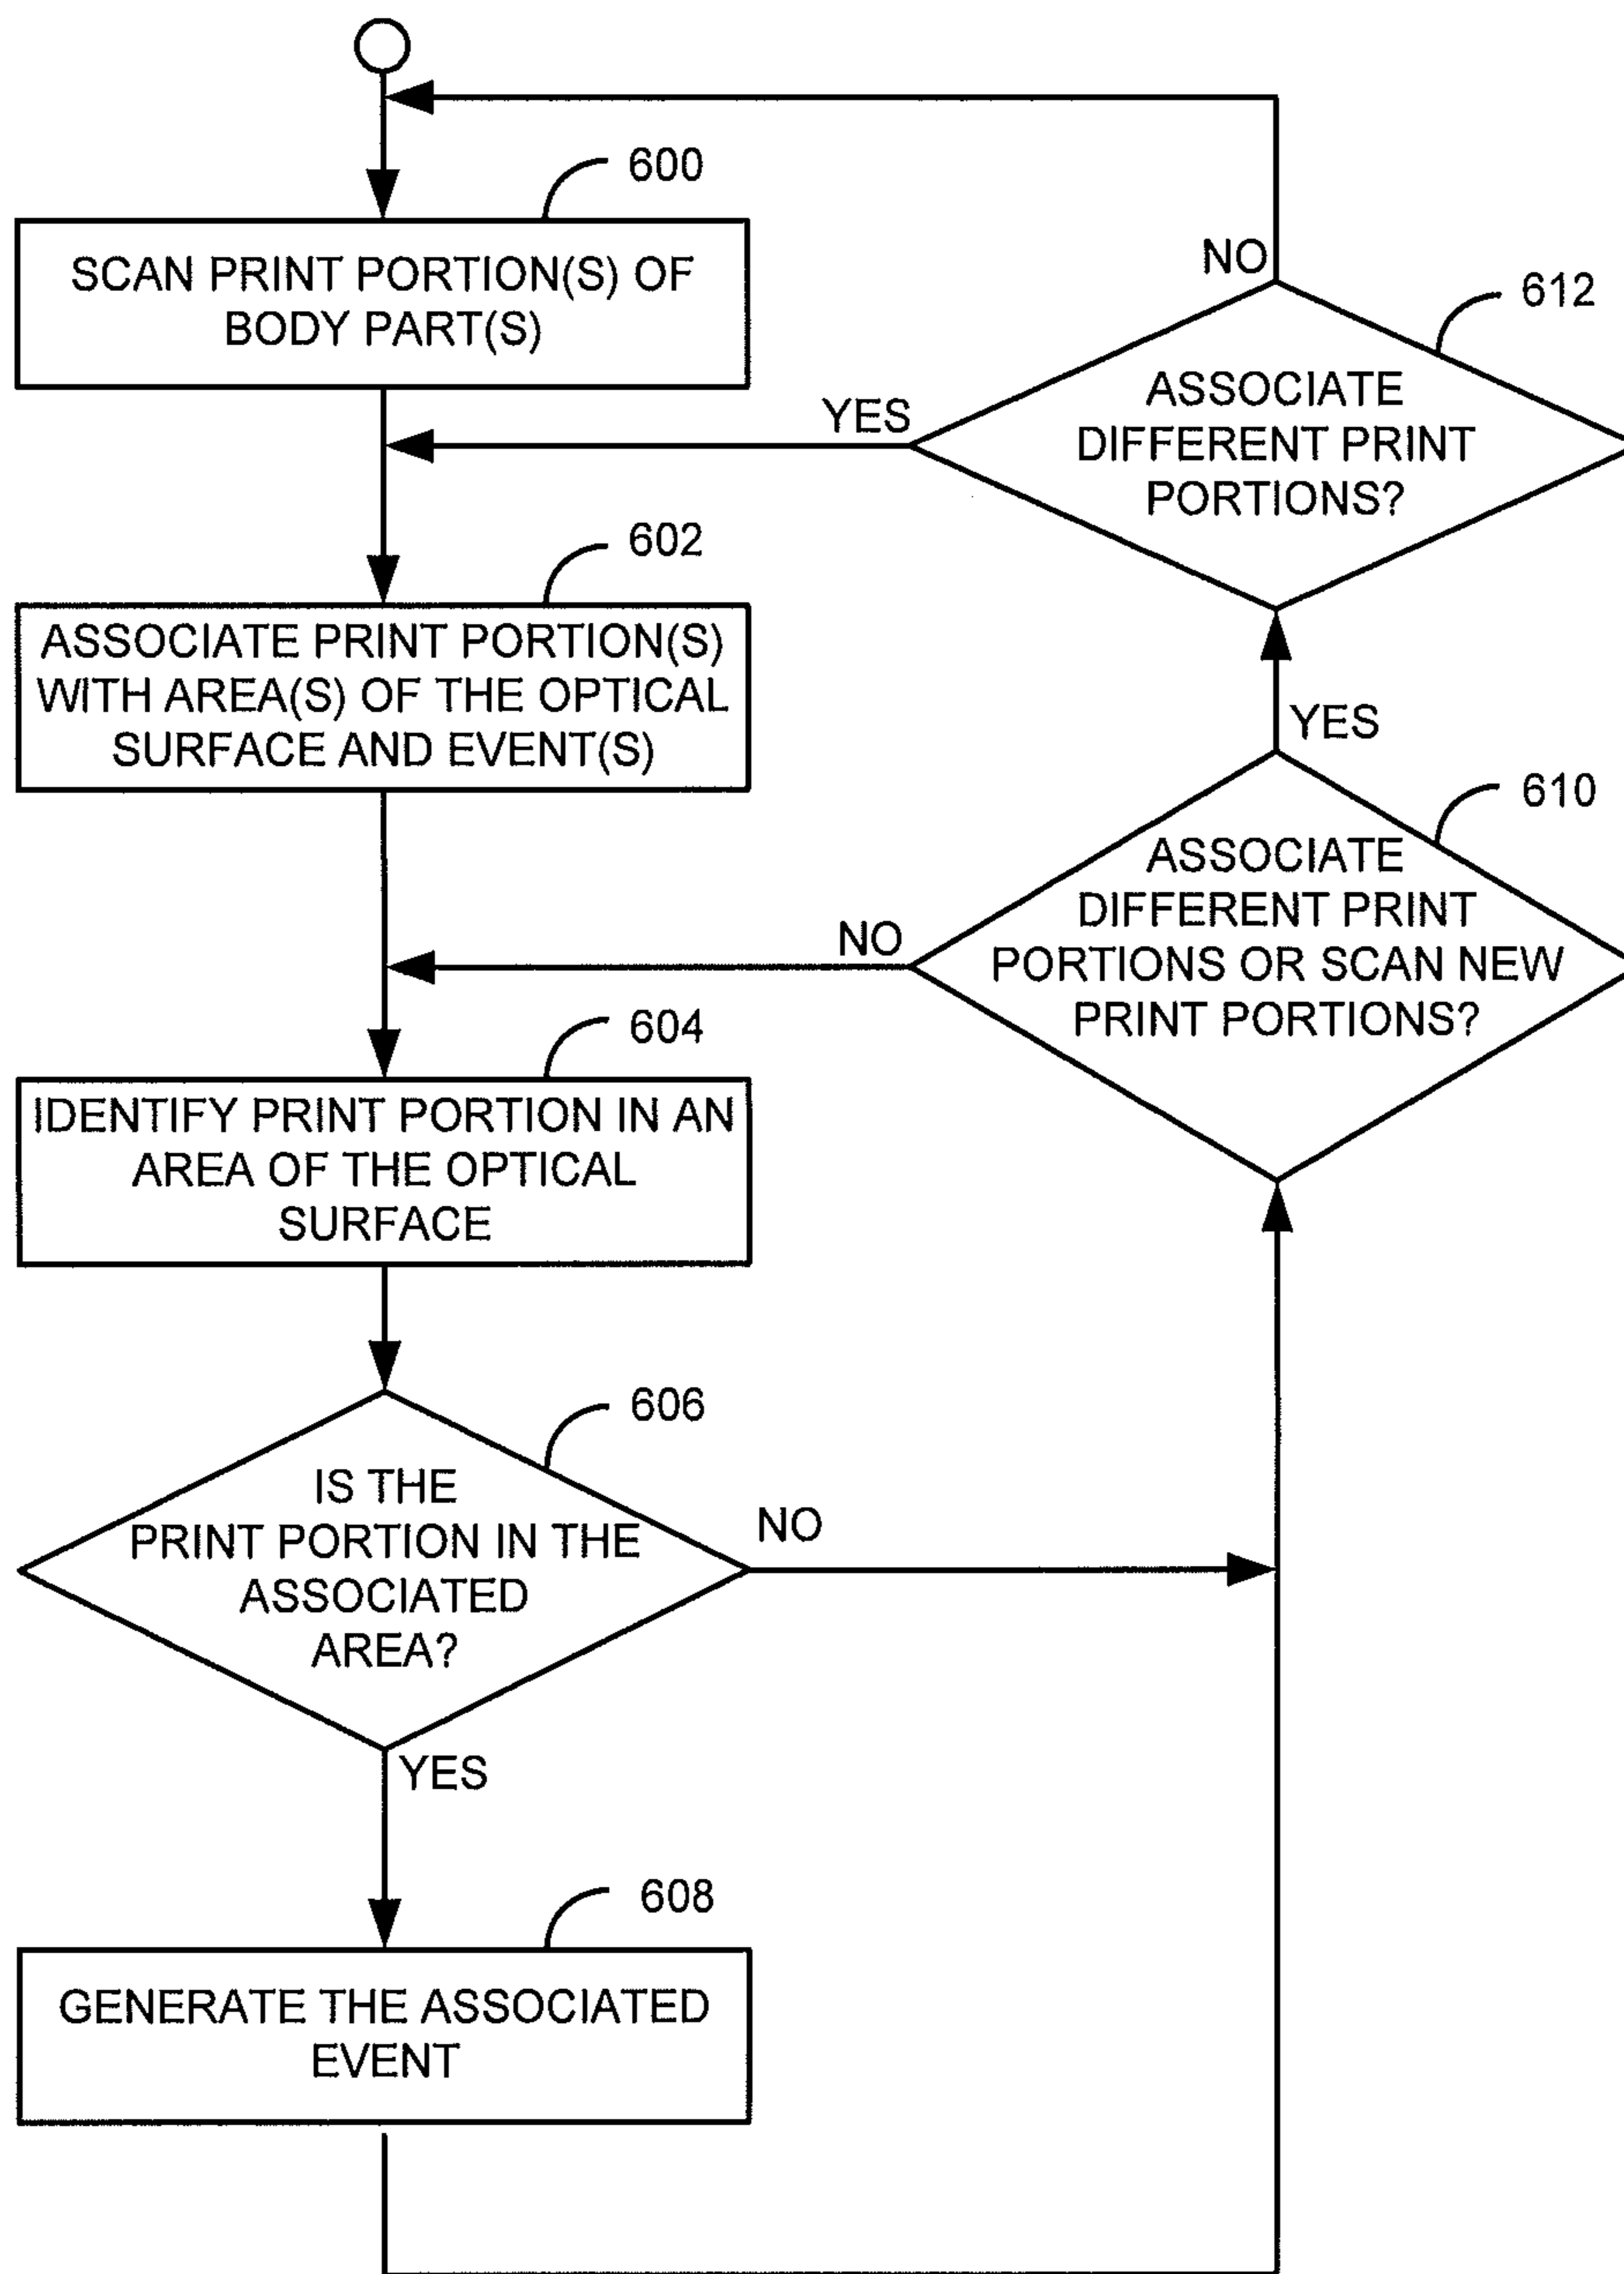 600
SCAN PRINT PORTION(S) OF
BODY PART(S)
NO
612
ASSOCIATE
DIFFERENT PRINT
PORTIONS?
YES
602
ASSOCIATE PRINT PORTION(S)
WITH AREA(S) OF THE OPTICAL
SURFACE AND EVENT(S)
YES
610
ASSOCIATE
DIFFERENT PRINT
PORTIONS OR SCAN NEW
PRINT PORTIONS?
NO
604
IDENTIFY PRINT PORTION IN AN
AREA OF THE OPTICAL
SURFACE
606
IS THE
PRINT PORTION IN THE
ASSOCIATED
AREA?
NO
YES
608
GENERATE THE ASSOCIATED
EVENT